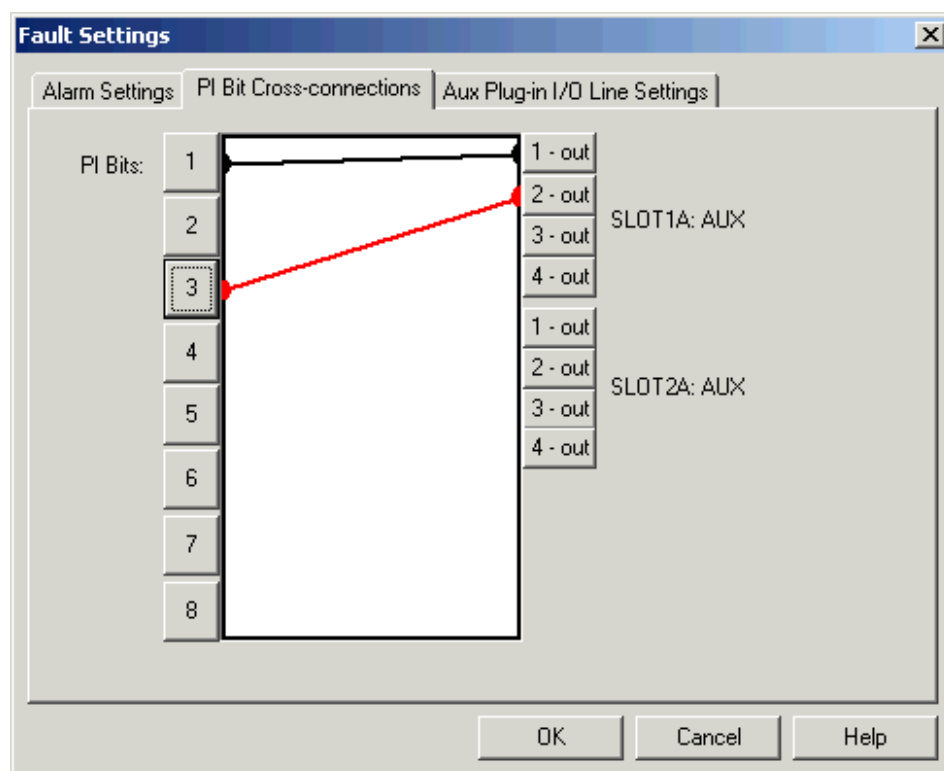 Fault Settings
Alarm Settings PI Bit Cross-connections Aux Plug-in I/O Line Settings
PI Bits:
1
2
3
4
5
6
7
8
1 - out
2 - out
3 - out
4 - out
SLOT1A: AUX
1 - out
2 - out
3 - out
4 - out
SLOT2A: AUX
OK Cancel Help